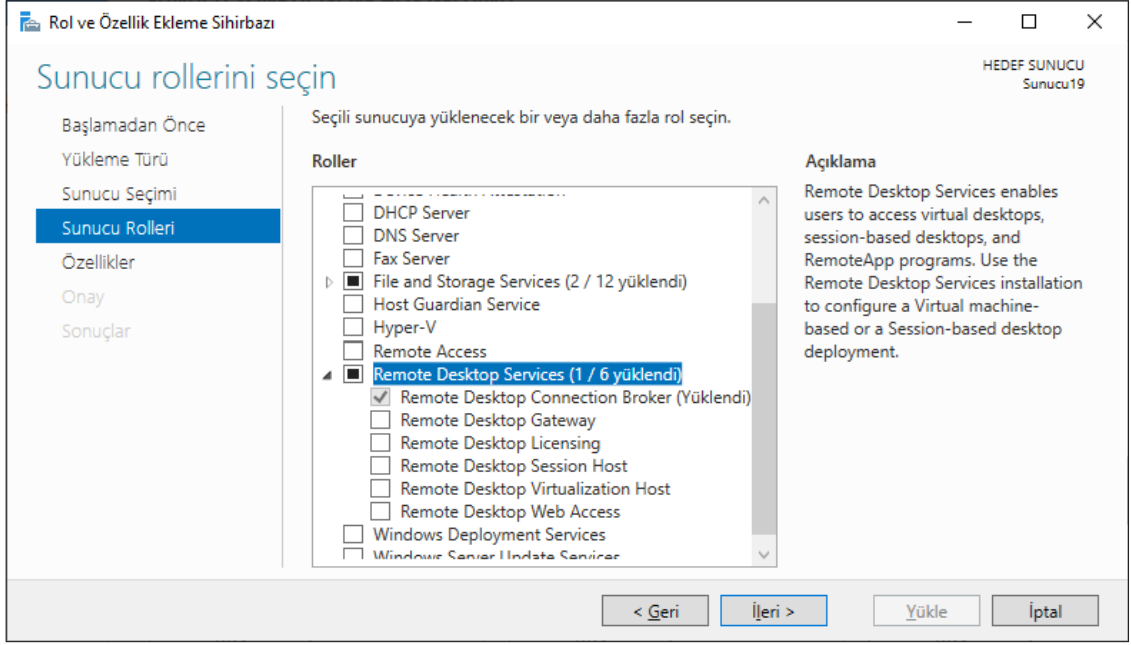 Rol ve Özellik Ekleme Sihirbazı
Sunucu rollerini seçin
HEDEF SUNUCU
Sunucu19
Başlamadan Önce
Yükleme Türü
Sunucu Seçimi
Sunucu Rolleri
Özellikler
Onay
Sonuçlar
Seçili sunucuya yüklenecek bir veya daha fazla rol seçin.
Roller
Device Health Attestation
DHCP Server
DNS Server
Fax Server
File and Storage Services (2 / 12 yüklendi)
Host Guardian Service
Hyper-V
Remote Access
Remote Desktop Services (1 / 6 yüklendi)
Remote Desktop Connection Broker (Yüklendi)
Remote Desktop Gateway
Remote Desktop Licensing
Remote Desktop Session Host
Remote Desktop Virtualization Host
Remote Desktop Web Access
Windows Deployment Services
Windows Server Update Services
Açıklama
Remote Desktop Services enables
users to access virtual desktops,
session-based desktops, and
RemoteApp programs. Use the
Remote Desktop Services installation
to configure a Virtual machine-
based or a Session-based desktop
deployment.
< Geri
İleri >
Yükle
İptal